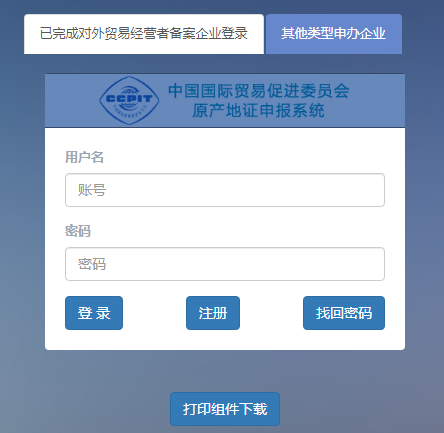 已完成对外贸易经营者备案企业登录
其他类型申办企业
CCPIT
中国国际贸易促进委员会
原产地证申报系统
用户名
账号
密码
密码
登 录
注册
找回密码
打印组件下载